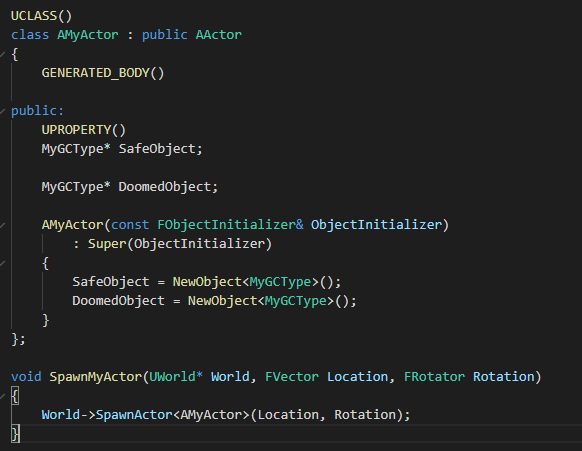 UCLASS()
class AMyActor : public AActor
{
    GENERATED_BODY()
public:
    UPROPERTY()
    MyGCType* SafeObject;
    MyGCType* DoomedObject;
    AMyActor(const FObjectInitializer& ObjectInitializer)
        : Super(ObjectInitializer)
    {
        SafeObject = NewObject<MyGCType>();
        DoomedObject = NewObject<MyGCType>();
    }
};
void SpawnMyActor(UWorld* World, FVector Location, FRotator Rotation)
{
    World->SpawnActor<AMyActor>(Location, Rotation);
}